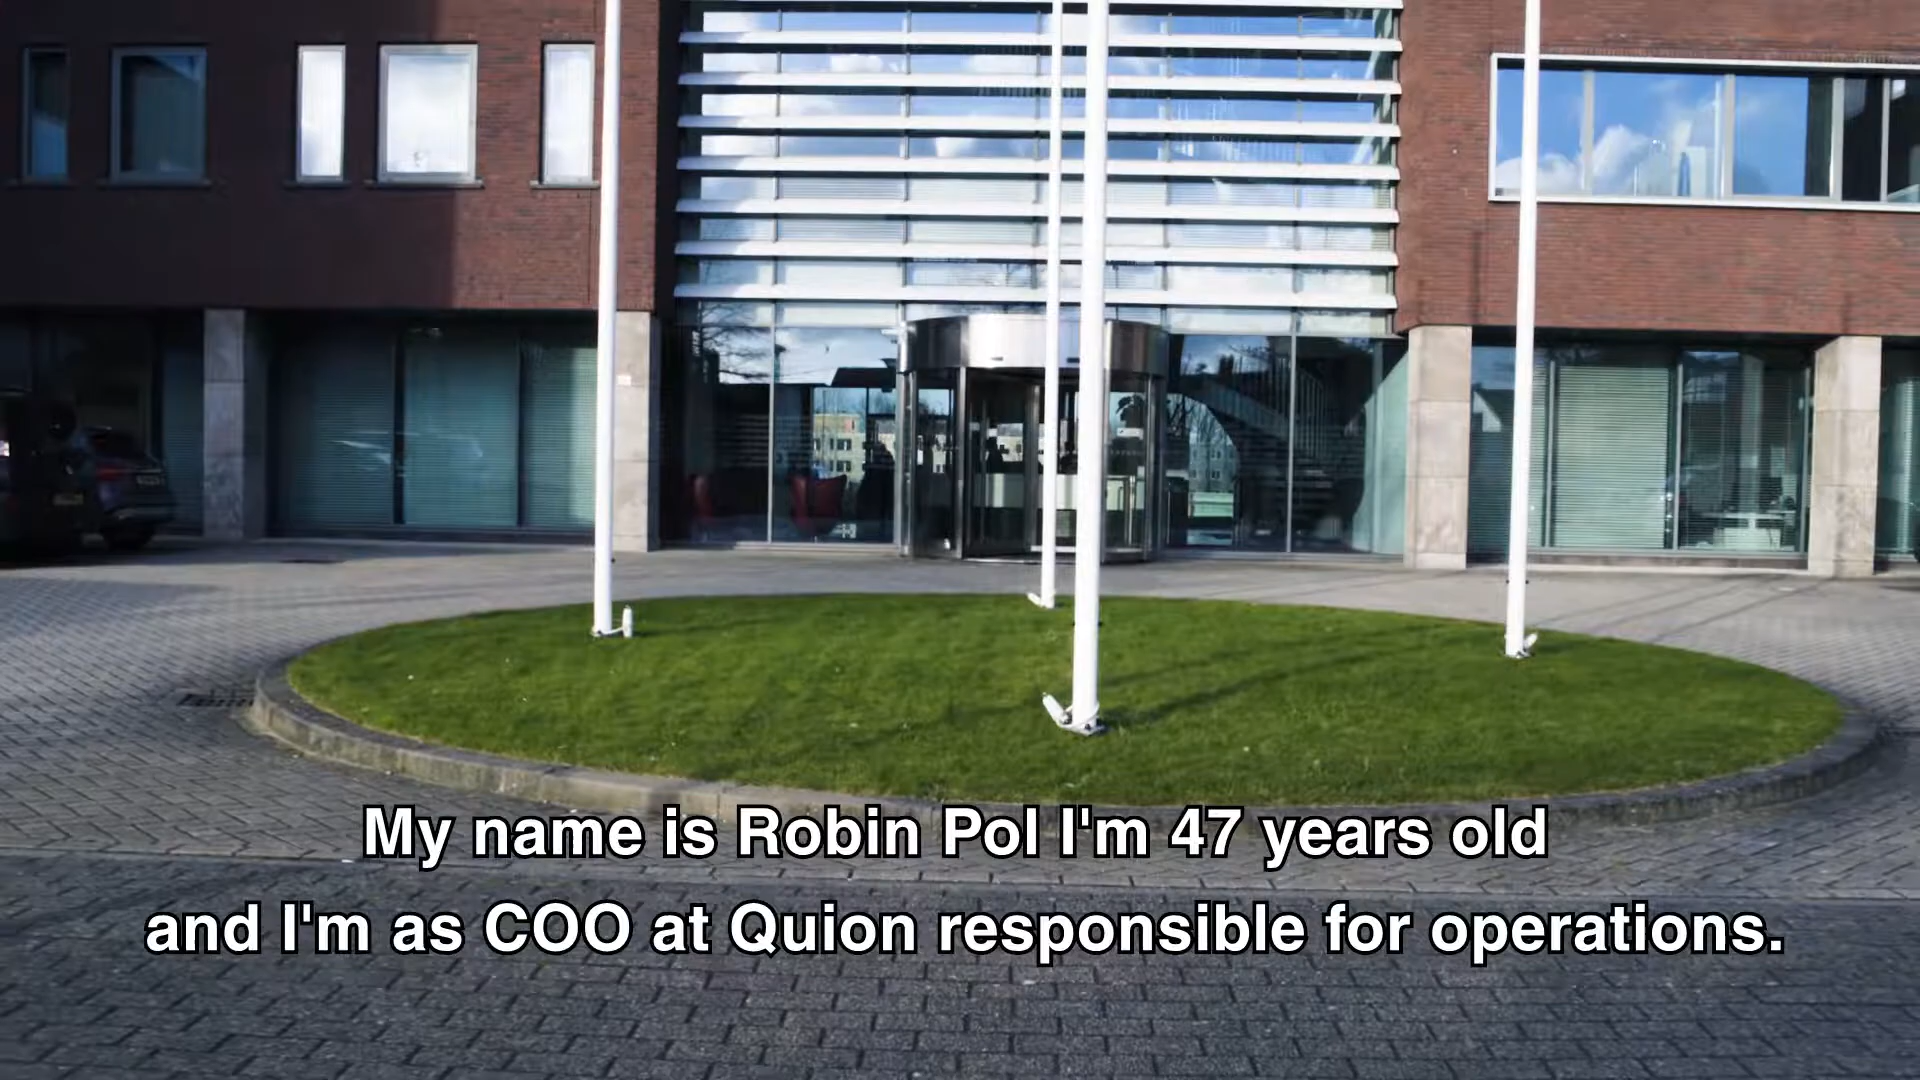 My name is Robin Pol I'm 47 years old
and I'm as COO at Quion responsible for operations.